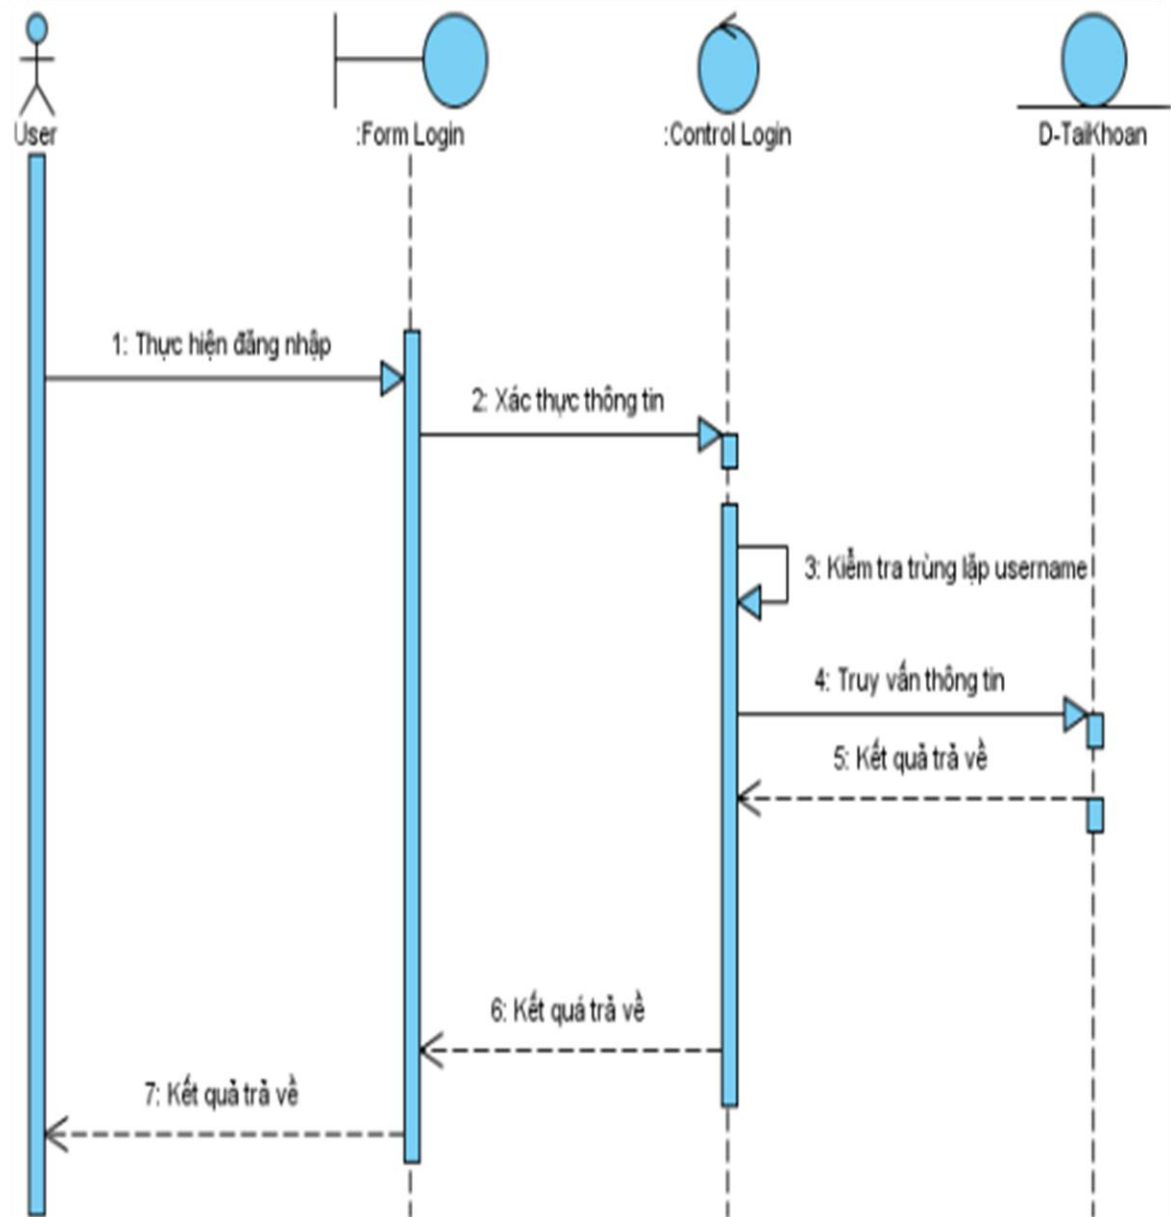 User
:Form Login
:Control Login
D-TaiKhoan
1: Thực hiện đăng nhập
2: Xác thực thông tin
3: Kiểm tra trùng lặp username
4: Truy vấn thông tin
5: Kết quả trả về
6: Kết quả trả về
7: Kết quả trả về